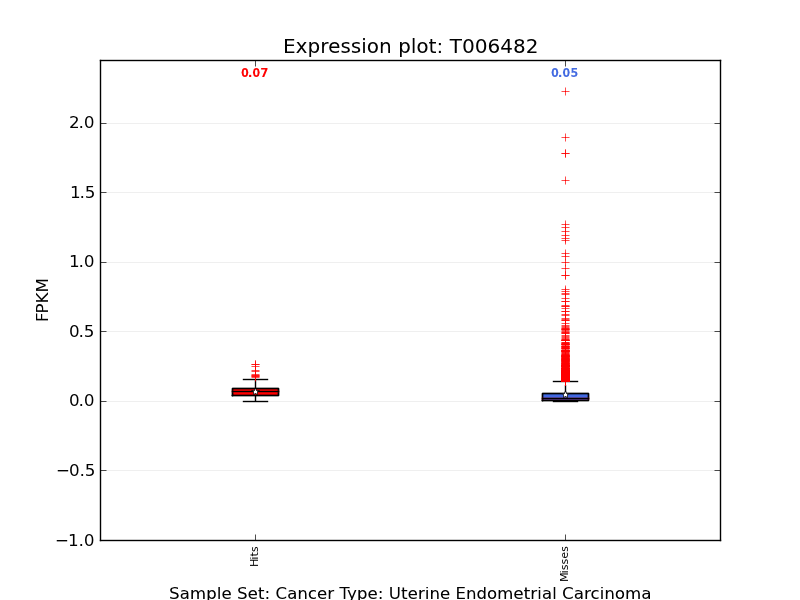 Expression plot: T006482
0.07
0.05
2.0
1.5
1.0
0.5
0.0
−0.5
−1.0
FPKM
Hits
Misses
Sample Set: Cancer Type: Uterine Endometrial Carcinoma